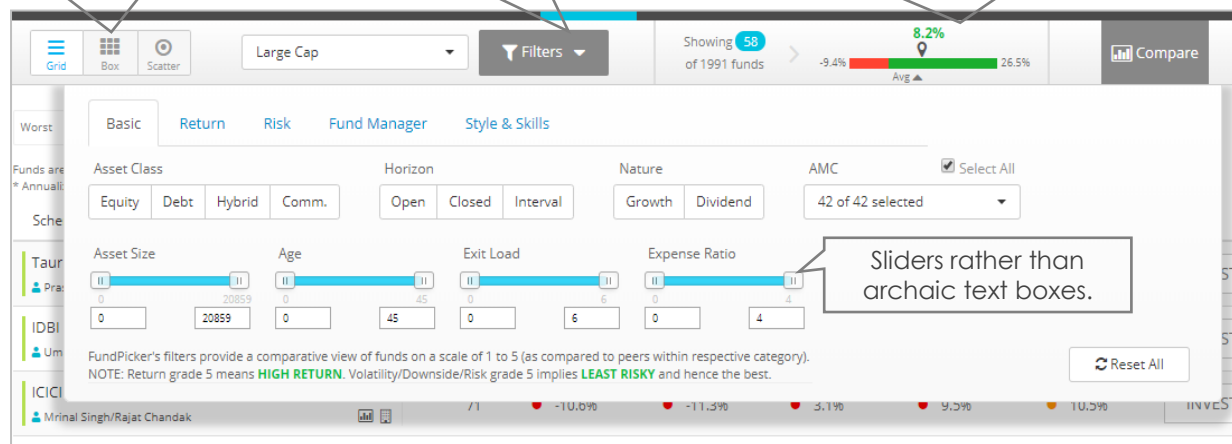 Grid
Box
Scatter
Large Cap
Filters
Showing 58
of 1991 funds
8.2%
-9.4%
26.5%
Avg
Compare
Worst
Basic
Return
Risk
Fund Manager
Style & Skills
Funds are
* Annuali
Asset Class
Horizon
Nature
AMC
Select All
Equity
Debt
Hybrid
Comm.
Open
Closed
Interval
Growth
Dividend
42 of 42 selected
Sche
Asset Size
Age
Exit Load
Expense Ratio
Sliders rather than
archaic text boxes.
Taur
Pra
0
20859
0
45
0
6
0
4
0
20859
0
45
0
6
0
4
IDBI
Um
FundPicker's filters provide a comparative view of funds on a scale of 1 to 5 (as compared to peers within respective category).
NOTE: Return grade 5 means HIGH RETURN. Volatility/Downside/Risk grade 5 implies LEAST RISKY and hence the best.
Reset All
ICICI
Mrinal Singh/Rajat Chandak
71
-10.6%
-11.3%
3.1%
9.5%
10.5%
INVEST